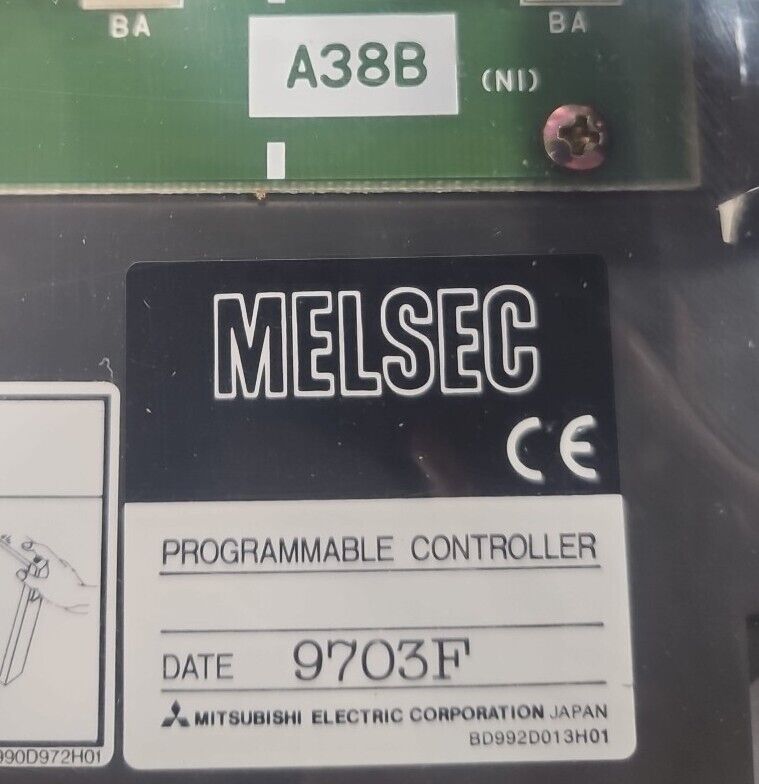 BA BA
A38B (NI)
MELSEC
CE
PROGRAMMABLE CONTROLLER
DATE 9703F
MITSUBISHI ELECTRIC CORPORATION JAPAN
BD992D013H01
990D972H01